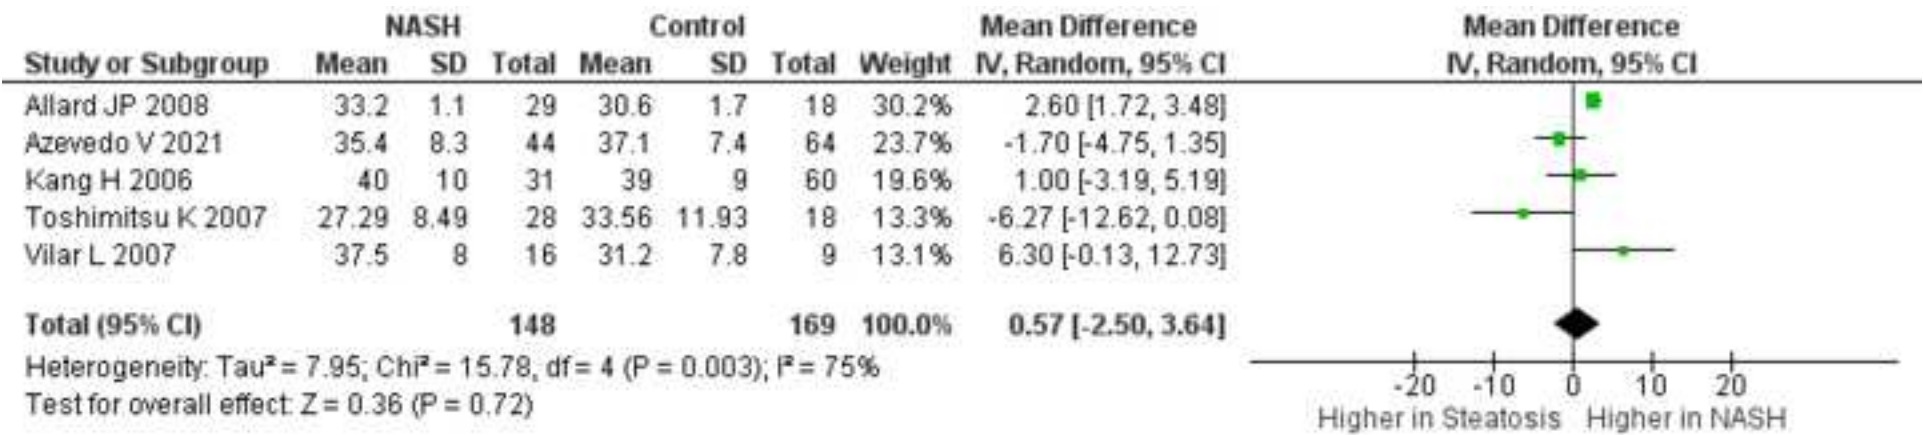 NASH Control Mean Difference Mean Difference
Study or Subgroup Mean SD Total Mean SD Total Weight IV, Random, 95% CI IV, Random, 95% CI
Allard JP 2008 33.2 1.1 29 30.6 1.7 18 30.2% 2.60 [1.72, 3.48]
Azevedo V 2021 35.4 8.3 44 37.1 7.4 64 23.7% -1.70 [-4.75, 1.35]
Kang H 2006 40 10 31 39 9 60 19.6% 1.00 [-3.19, 5.19]
Toshimitsu K 2007 27.29 8.49 28 33.56 11.93 18 13.3% -6.27 [-12.62, 0.08]
Vilar L 2007 37.5 8 16 31.2 7.8 9 13.1% 6.30 [-0.13, 12.73]
Total (95% CI) 148 169 100.0% 0.57 [-2.50, 3.64]
Heterogeneity: Tau² = 7.95; Chi² = 15.78, df = 4 (P = 0.003); I² = 75%
Test for overall effect: Z = 0.36 (P = 0.72)
-20 -10 0 10 20
Higher in Steatosis Higher in NASH